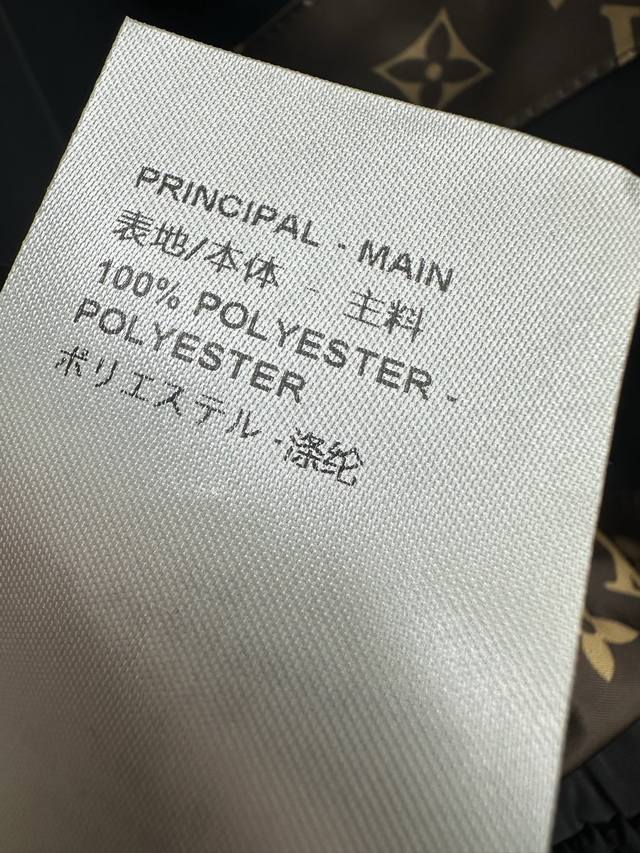 PRINCIPAL - MAIN
表地/本体 - 主料
100% POLYESTER -
POLYESTER
ポリエステル -涤纶